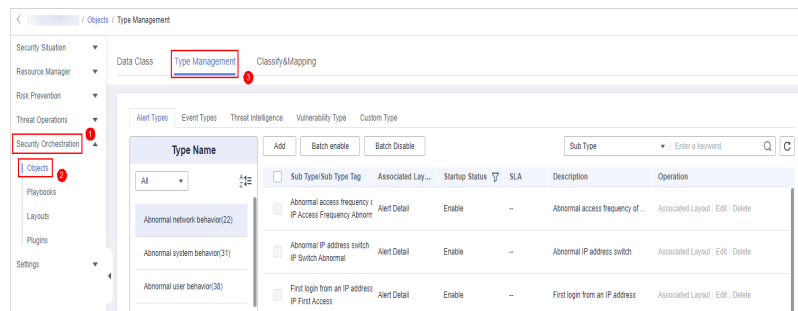 / Objects / Type Management
Security Situation
Resource Manager
Risk Prevention
Threat Operations
Security Orchestration
1
Objects
2
Playbooks
Layouts
Plugins
Settings
Data Class Type Management Classify&Mapping
3
Alert Types Event Types Threat Intelligence Vulnerability Type Custom Type
Type Name
All
Abnormal network behavior(22)
Abnormal system behavior(31)
Abnormal user behavior(38)
Add Batch enable Batch Disable Sub Type Enter a keyword.
Sub Type/Sub Type Tag Associated Lay... Startup Status SLA Description Operation
Abnormal access frequency
IP Access Frequency Abnorm
Alert Detail Enable -- Abnormal access frequency of ... Associated Layout Edit Delete
Abnormal IP address switch
IP Switch Abnormal
Alert Detail Enable -- Abnormal IP address switch Associated Layout Edit Delete
First login from an IP address
IP First Access
Alert Detail Enable -- First login from an IP address Associated Layout Edit Delete